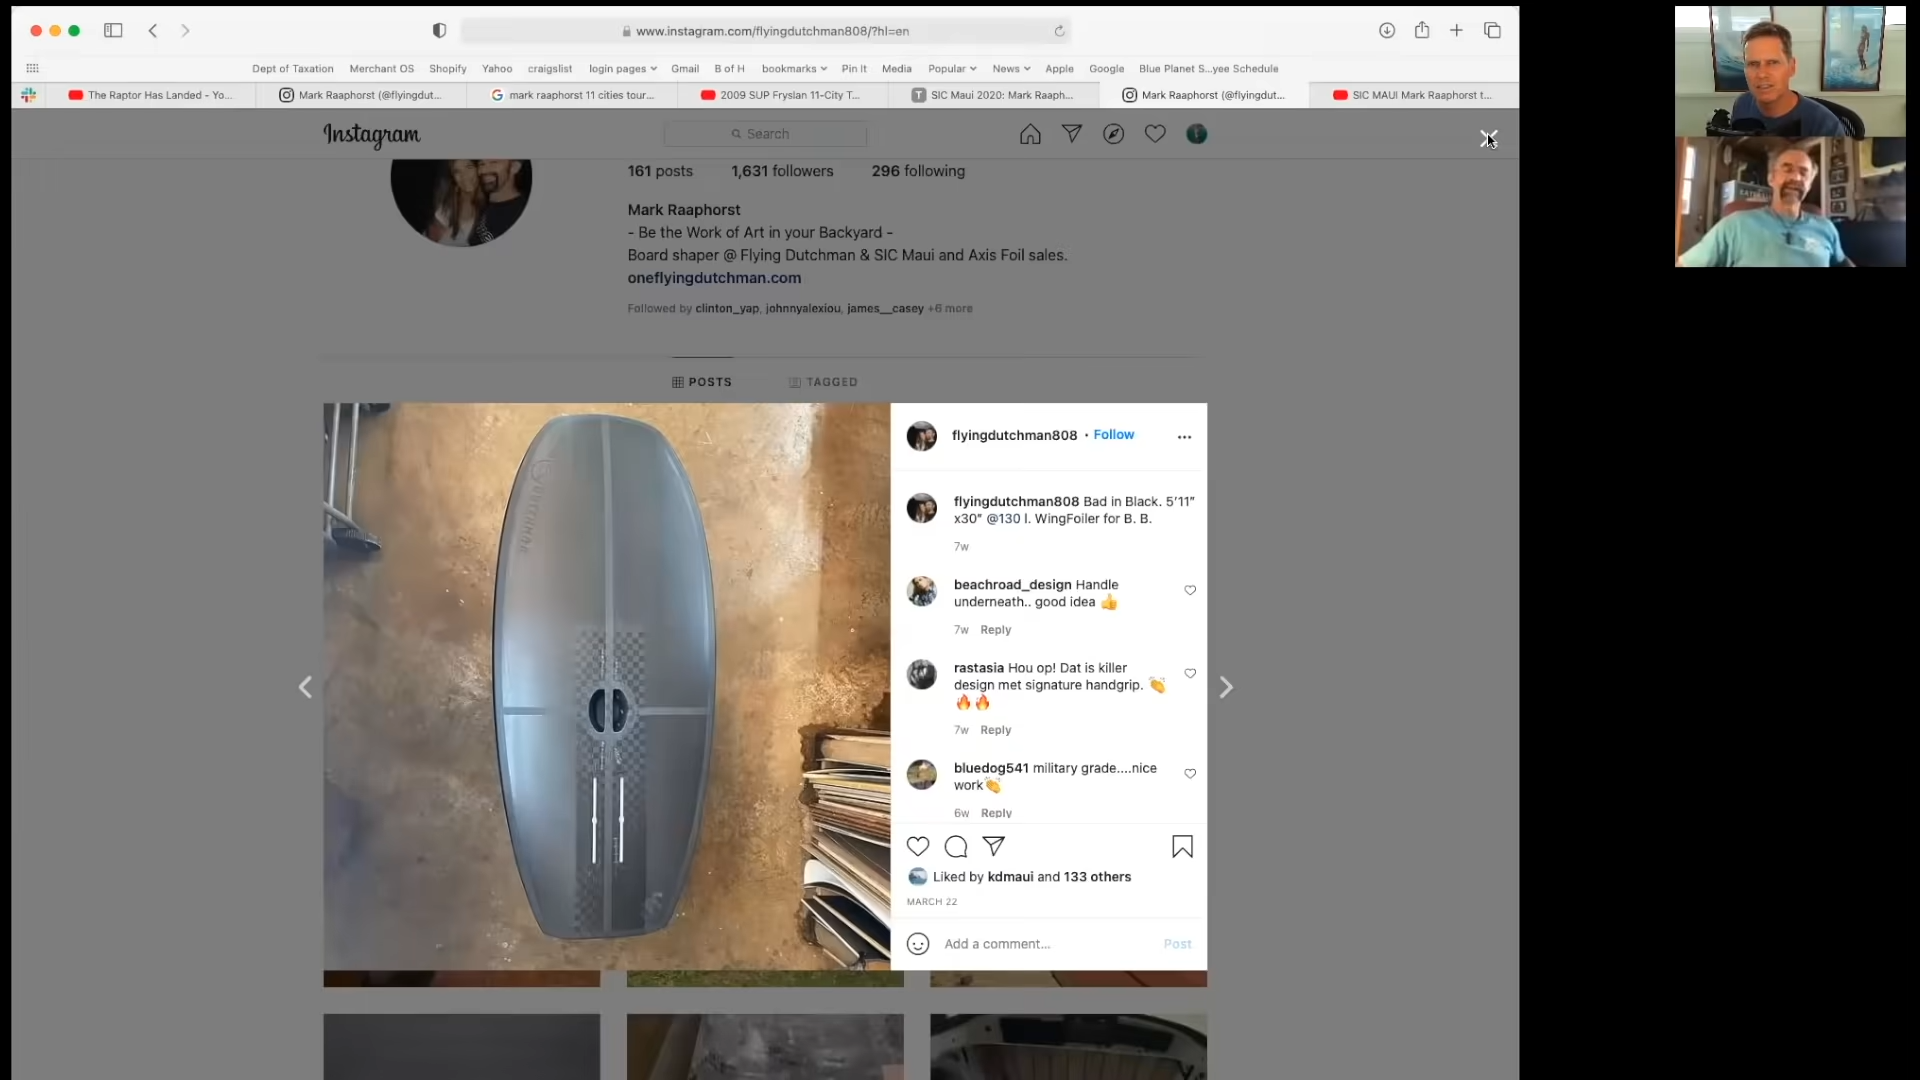 www.instagram.com/flyingdutchman808/?hl=en
Dept of Taxation Merchant OS Shopify Yahoo craigslist login pages Gmail B of H bookmarks Pin It Media Popular News Apple Google Blue Planet S...yee Schedule
The Raptor Has Landed - Yo... Mark Raaphorst (@flyingdut... mark raaphorst 11 cities tour... 2009 SUP Fryslan 11-City T... SIC Maui 2020: Mark Raaph... Mark Raaphorst (@flyingdut... SIC MAUI Mark Raaphorst t...
Instagram
Search
161 posts 1,631 followers 296 following
Mark Raaphorst
- Be the Work of Art in your Backyard -
Board shaper @ Flying Dutchman & SIC Maui and Axis Foil sales.
oneflyingdutchman.com
Followed by clinton_yap, johnnyalexiou, james__casey +6 more
POSTS TAGGED
flyingdutchman808 • Follow
flyingdutchman808 Bad in Black. 5'11"
x30" @130 l. WingFoiler for B. B.
7w
beachroad_design Handle
underneath.. good idea 👍
7w Reply
rastasia Hou op! Dat is killer
design met signature handgrip. 👏
🔥🔥
7w Reply
bluedog541 military grade....nice
work👏
6w Reply
Liked by kdmaui and 133 others
MARCH 22
Add a comment... Post